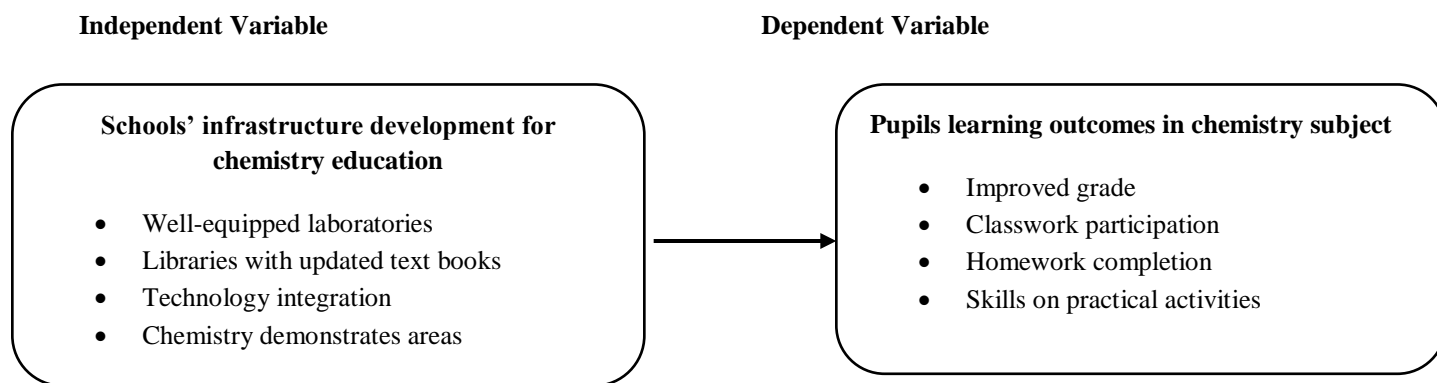 Independent Variable
Dependent Variable
Schools’ infrastructure development for
chemistry education
• Well-equipped laboratories
• Libraries with updated text books
• Technology integration
• Chemistry demonstrates areas
Pupils learning outcomes in chemistry subject
• Improved grade
• Classwork participation
• Homework completion
• Skills on practical activities